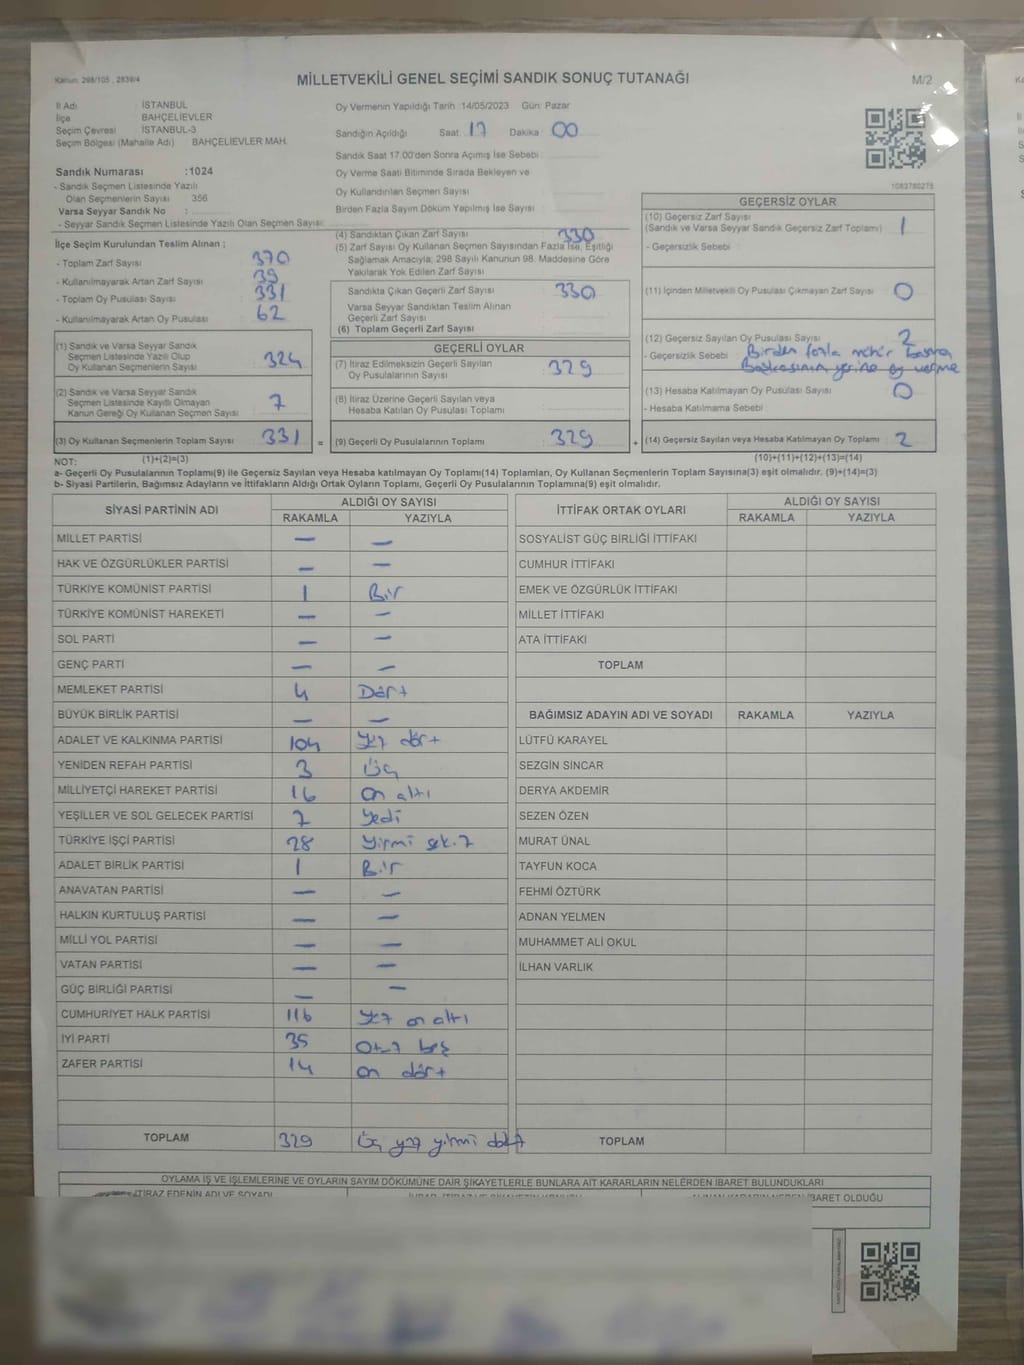 Kanun: 298/105 , 2839/4
MİLLETVEKİLİ GENEL SEÇİMİ SANDIK SONUÇ TUTANAĞI
M/2
İl Adı : İSTANBUL
İlçe : BAHÇELİEVLER
Seçim Çevresi : İSTANBUL-3
Seçim Bölgesi (Mahalle Adı) BAHÇELİEVLER MAH.
Sandık Numarası :1024
- Sandık Seçmen Listesinde Yazılı
Olan Seçmenlerin Sayısı : 356
Varsa Seyyar Sandık No :
- Seyyar Sandık Seçmen Listesinde Yazılı Olan Seçmen Sayısı:
Oy Vermenin Yapıldığı Tarih :14/05/2023 Gün: Pazar
Sandığın Açıldığı Saat: 17 Dakika: 00
Sandık Saat 17.00'den Sonra Açımış İse Sebebi :
Oy Verme Saati Bitiminde Sırada Bekleyen ve
Oy Kullandırılan Seçmen Sayısı :
Birden Fazla Sayım Döküm Yapılmış İse Sayısı :
1083780275
İlçe Seçim Kurulundan Teslim Alınan ;
- Toplam Zarf Sayısı : 370
- Kullanılmayarak Artan Zarf Sayısı : 39
- Toplam Oy Pusulası Sayısı : 331
- Kullanılmayarak Artan Oy Pusulası : 62
(4) Sandıktan Çıkan Zarf Sayısı : 330
(5) Zarf Sayısı Oy Kullanan Seçmen Sayısından Fazla İse, Eşitliği
Sağlamak Amacıyla; 298 Sayılı Kanunun 98. Maddesine Göre
Yakılarak Yok Edilen Zarf Sayısı :
Sandıkta Çıkan Geçerli Zarf Sayısı : 330
Varsa Seyyar Sandıktan Teslim Alınan
Geçerli Zarf Sayısı :
(6) Toplam Geçerli Zarf Sayısı
GEÇERSİZ OYLAR
(10) Geçersiz Zarf Sayısı : 1
(Sandık ve Varsa Seyyar Sandık Geçersiz Zarf Toplamı)
- Geçersizlik Sebebi :
(11) İçinden Milletvekili Oy Pusulası Çıkmayan Zarf Sayısı : 0
(12) Geçersiz Sayılan Oy Pusulası Sayısı : 2
- Geçersizlik Sebebi : Birden fazla mühür basma
Başkasının yerine oy verme
(13) Hesaba Katılmayan Oy Pusulası Sayısı : 0
- Hesaba Katılmama Sebebi :
(1) Sandık ve Varsa Seyyar Sandık
Seçmen Listesinde Yazılı Olup
Oy Kullanan Seçmenlerin Sayısı : 324
(2) Sandık ve Varsa Seyyar Sandık
Seçmen Listesinde Kayıtlı Olmayan
Kanun Gereği Oy Kullanan Seçmen Sayısı : 7
GEÇERLİ OYLAR
(7) İtiraz Edilmeksizin Geçerli Sayılan
Oy Pusulalarının Sayısı : 329
(8) İtiraz Üzerine Geçerli Sayılan veya
Hesaba Katılan Oy Pusulası Toplamı :
(3) Oy Kullanan Seçmenlerin Toplam Sayısı : 331 = (9) Geçerli Oy Pusulalarının Toplamı : 329 + (14) Geçersiz Sayılan veya Hesaba Katılmayan Oy Toplamı : 2
(1)+(2)=(3)
(10)+(11)+(12)+(13)=(14)
NOT:
a- Geçerli Oy Pusulalarının Toplamı(9) ile Geçersiz Sayılan veya Hesaba katılmayan Oy Toplamı(14) Toplamları, Oy Kullanan Seçmenlerin Toplam Sayısına(3) eşit olmalıdır. (9)+(14)=(3)
b- Siyasi Partilerin, Bağımsız Adayların ve İttifakların Aldığı Ortak Oyların Toplamı, Geçerli Oy Pusulalarının Toplamına(9) eşit olmalıdır.
SİYASİ PARTİNİN ADI ALDIĞI OY SAYISI
RAKAMLA YAZIYLA
MİLLET PARTİSİ — —
HAK VE ÖZGÜRLÜKLER PARTİSİ — —
TÜRKİYE KOMÜNİST PARTİSİ 1 Bir
TÜRKİYE KOMÜNİST HAREKETİ — —
SOL PARTİ — —
GENÇ PARTİ — —
MEMLEKET PARTİSİ 4 Dört
BÜYÜK BİRLİK PARTİSİ — —
ADALET VE KALKINMA PARTİSİ 104 Yüz dört
YENİDEN REFAH PARTİSİ 3 Üç
MİLLİYETÇİ HAREKET PARTİSİ 16 on altı
YEŞİLLER VE SOL GELECEK PARTİSİ 7 Yedi
TÜRKİYE İŞÇİ PARTİSİ 28 Yirmi sekiz
ADALET BİRLİK PARTİSİ 1 Bir
ANAVATAN PARTİSİ — —
HALKIN KURTULUŞ PARTİSİ — —
MİLLİ YOL PARTİSİ — —
VATAN PARTİSİ — —
GÜÇ BİRLİĞİ PARTİSİ — —
CUMHURİYET HALK PARTİSİ 116 Yüz on altı
İYİ PARTİ 35 Otuz beş
ZAFER PARTİSİ 14 on dört
TOPLAM 329 Üç yüz yirmi dokuz
İTTİFAK ORTAK OYLARI ALDIĞI OY SAYISI
RAKAMLA YAZIYLA
SOSYALİST GÜÇ BİRLİĞİ İTTİFAKI
CUMHUR İTTİFAKI
EMEK VE ÖZGÜRLÜK İTTİFAKI
MİLLET İTTİFAKI
ATA İTTİFAKI
TOPLAM
BAĞIMSIZ ADAYIN ADI VE SOYADI RAKAMLA YAZIYLA
LÜTFÜ KARAYEL
SEZGİN SİNCAR
DERYA AKDEMİR
SEZEN ÖZEN
MURAT ÜNAL
TAYFUN KOCA
FEHMİ ÖZTÜRK
ADNAN YELMEN
MUHAMMET ALİ OKUL
İLHAN VARLIK
TOPLAM
OYLAMA İŞ VE İŞLEMLERİNE VE OYLARIN SAYIM DÖKÜMÜNE DAİR ŞİKAYETLERLE BUNLARA AİT KARARLARIN NELERDEN İBARET BULUNDUKLARI
İTİRAZ EDENİN ADI VE SOYADI
İBARET OLDUĞU